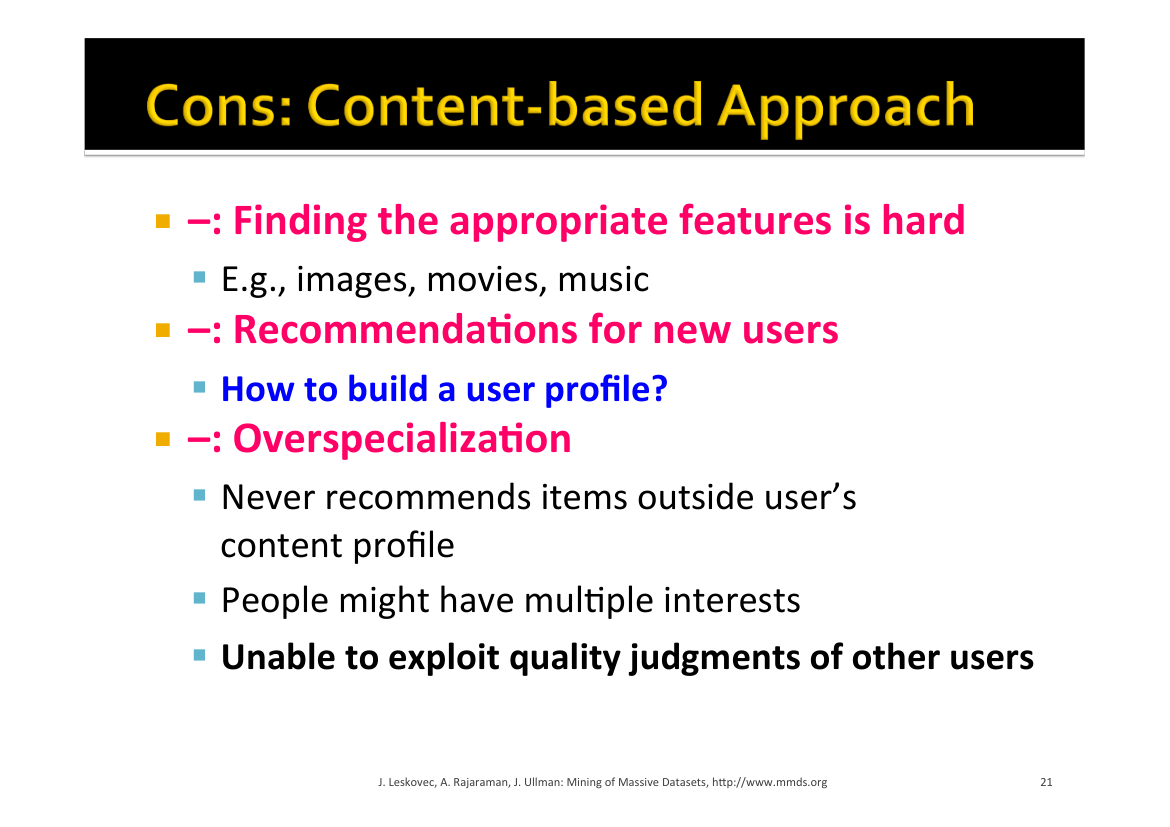 Cons: Content-based Approach
–: Finding the appropriate features is hard
E.g., images, movies, music
–: Recommendations for new users
How to build a user profile?
–: Overspecialization
Never recommends items outside user’s
content profile
People might have multiple interests
Unable to exploit quality judgments of other users
J. Leskovec, A. Rajaraman, J. Ullman: Mining of Massive Datasets, http://www.mmds.org
21